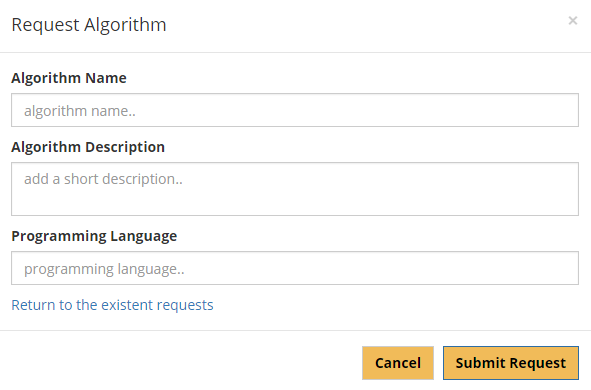 Request Algorithm ×
Algorithm Name
algorithm name..
Algorithm Description
add a short description..
Programming Language
programming language..
Return to the existent requests
Cancel Submit Request